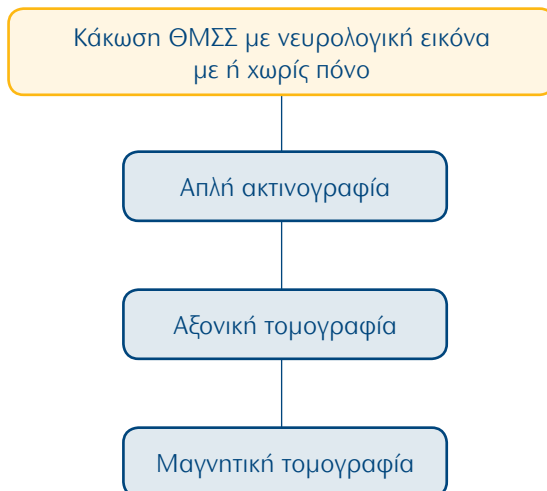 Κάκωση ΘΜΣΣ με νευρολογική εικόνα
με ή χωρίς πόνο
Απλή ακτινογραφία
Αξονική τομογραφία
Μαγνητική τομογραφία